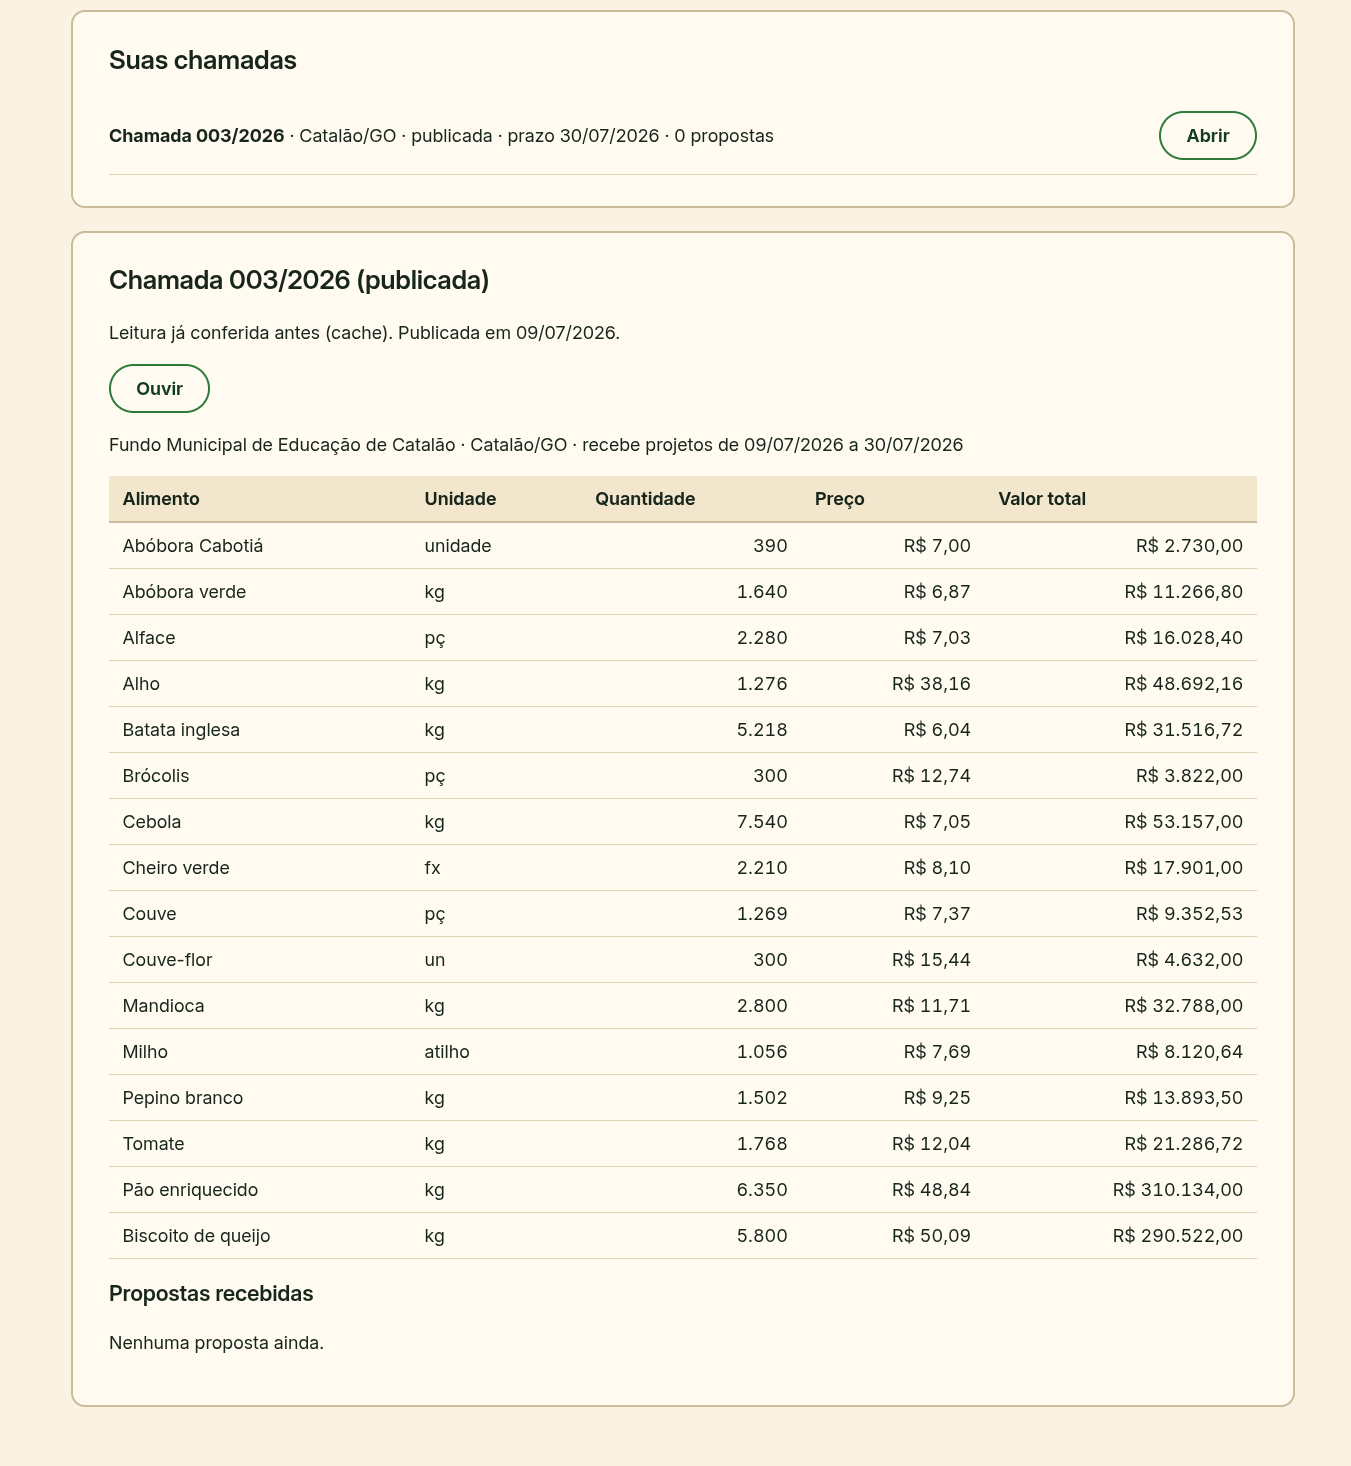 Suas chamadas
Chamada 003/2026 · Catalão/GO · publicada · prazo 30/07/2026 · 0 propostas
Abrir
Chamada 003/2026 (publicada)
Leitura já conferida antes (cache). Publicada em 09/07/2026.
Ouvir
Fundo Municipal de Educação de Catalão · Catalão/GO · recebe projetos de 09/07/2026 a 30/07/2026
Alimento Unidade Quantidade Preço Valor total
Abóbora Cabotiá unidade 390 R$ 7,00 R$ 2.730,00
Abóbora verde kg 1.640 R$ 6,87 R$ 11.266,80
Alface pç 2.280 R$ 7,03 R$ 16.028,40
Alho kg 1.276 R$ 38,16 R$ 48.692,16
Batata inglesa kg 5.218 R$ 6,04 R$ 31.516,72
Brócolis pç 300 R$ 12,74 R$ 3.822,00
Cebola kg 7.540 R$ 7,05 R$ 53.157,00
Cheiro verde fx 2.210 R$ 8,10 R$ 17.901,00
Couve pç 1.269 R$ 7,37 R$ 9.352,53
Couve-flor un 300 R$ 15,44 R$ 4.632,00
Mandioca kg 2.800 R$ 11,71 R$ 32.788,00
Milho atilho 1.056 R$ 7,69 R$ 8.120,64
Pepino branco kg 1.502 R$ 9,25 R$ 13.893,50
Tomate kg 1.768 R$ 12,04 R$ 21.286,72
Pão enriquecido kg 6.350 R$ 48,84 R$ 310.134,00
Biscoito de queijo kg 5.800 R$ 50,09 R$ 290.522,00
Propostas recebidas
Nenhuma proposta ainda.